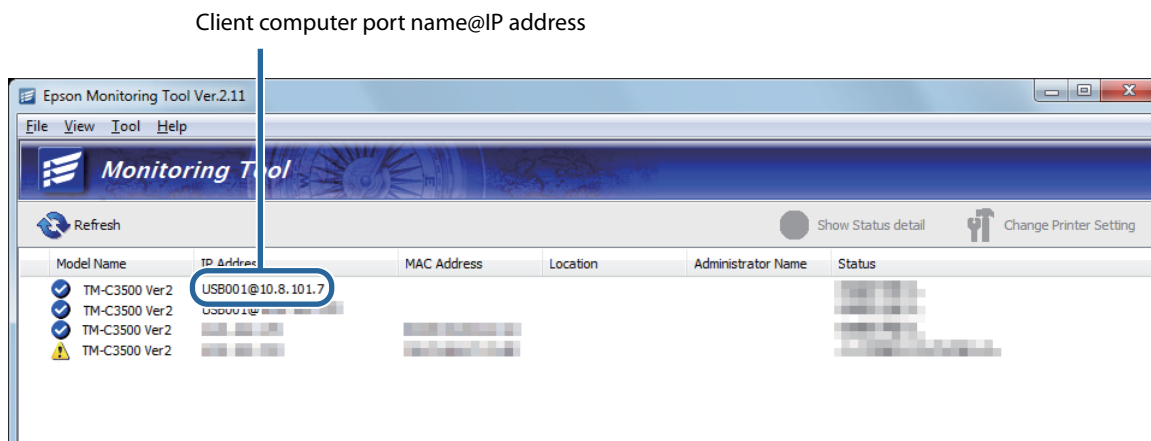 Client computer port name@IP address
Epson Monitoring Tool Ver.2.11
File View Tool Help
Monitoring Tool
Refresh Show Status detail Change Printer Setting
Model Name IP Address MAC Address Location Administrator Name Status
TM-C3500 Ver2 USB001@10.8.101.7
TM-C3500 Ver2 USB001@
TM-C3500 Ver2
TM-C3500 Ver2